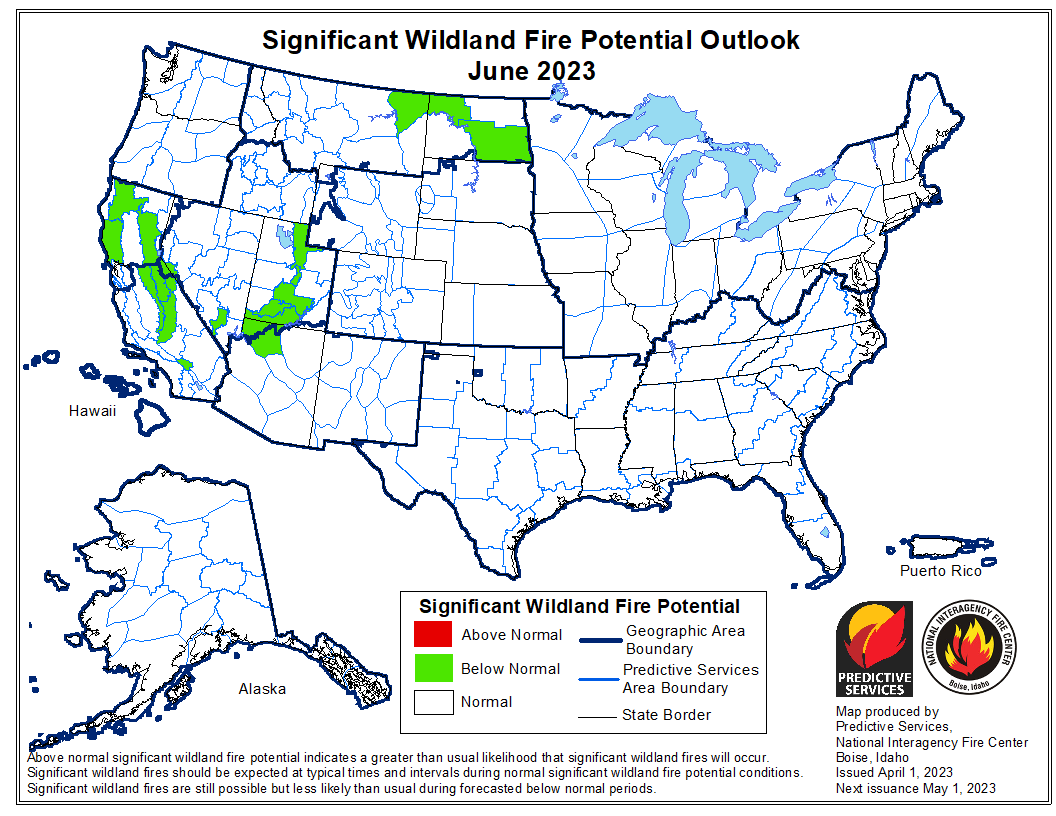 Significant Wildland Fire Potential Outlook
June 2023
Hawaii
Alaska
Puerto Rico
Significant Wildland Fire Potential
Above Normal
Below Normal
Normal
Geographic Area
Boundary
Predictive Services
Area Boundary
State Border
PREDICTIVE
SERVICES
NATIONAL INTERAGENCY FIRE CENTER
Boise, Idaho
Map produced by
Predictive Services,
National Interagency Fire Center
Boise, Idaho
Issued April 1, 2023
Next issuance May 1, 2023
Above normal significant wildland fire potential indicates a greater than usual likelihood that significant wildland fires will occur.
Significant wildland fires should be expected at typical times and intervals during normal significant wildland fire potential conditions.
Significant wildland fires are still possible but less likely than usual during forecasted below normal periods.